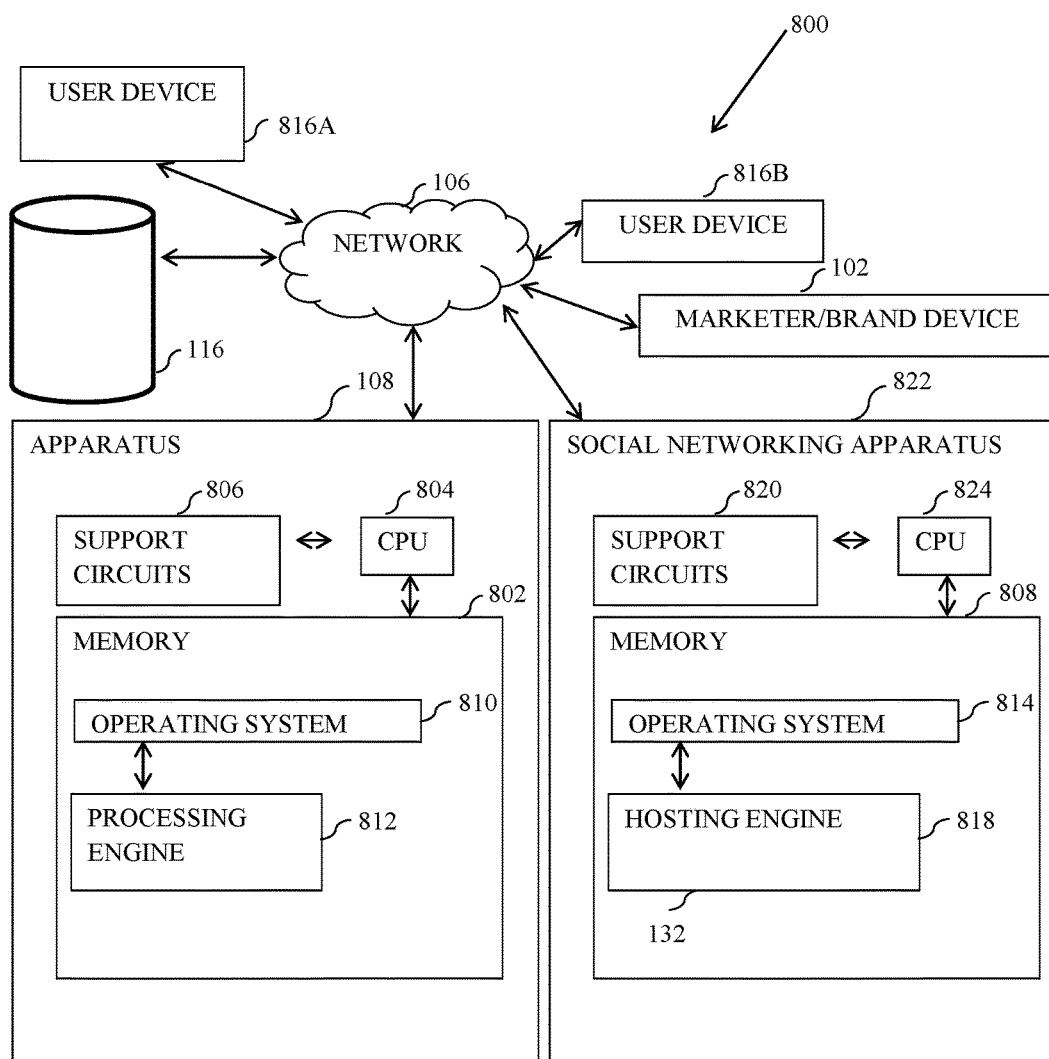 800
USER DEVICE
816A
106
816B
NETWORK
USER DEVICE
102
MARKETER/BRAND DEVICE
116
108
822
APPARATUS
SOCIAL NETWORKING APPARATUS
806
804
820
824
SUPPORT
CIRCUITS
CPU
SUPPORT
CIRCUITS
CPU
802
808
MEMORY
MEMORY
810
814
OPERATING SYSTEM
OPERATING SYSTEM
PROCESSING
ENGINE
812
HOSTING ENGINE
818
132